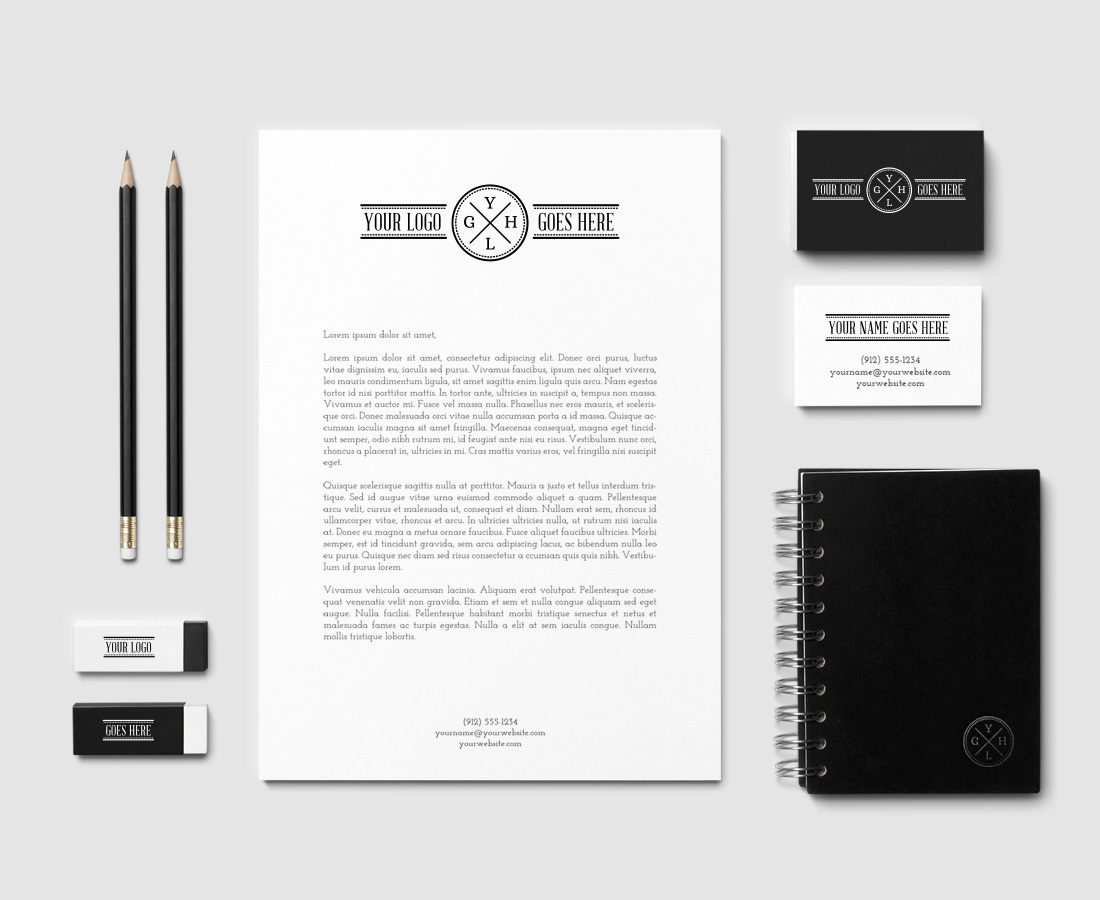 YOUR LOGO
Y
G H
L
GOES HERE
Lorem ipsum dolor sit amet,
Lorem ipsum dolor sit amet, consectetur adipiscing elit. Donec orci purus, luctus
vitae dignissim eu, iaculis sed purus. Vivamus faucibus, ipsum nec aliquet viverra,
leo mauris condimentum ligula, sit amet sagittis enim ligula quis arcu. Nam egestas
tortor id nisi porttitor mattis. In tortor ante, ultricies in suscipit a, tempus non massa.
Vivamus et auctor mi. Fusce vel massa nulla. Phasellus nec eros mauris, et sceleris-
que orci. Donec malesuada orci vitae nulla accumsan porta a id massa. Quisque ac-
cumsan iaculis magna sit amet fringilla. Maecenas consequat, magna eget tincid-
unt semper, odio nibh rutrum mi, id feugiat ante nisi eu risus. Vestibulum nunc orci,
rhoncus a placerat in, ultricies in mi. Cras mattis varius eros, vel fringilla nisi suscipit
eget.
Quisque scelerisque sagittis nulla at porttitor. Mauris a justo et tellus interdum tris-
tique. Sed id augue vitae urna euismod commodo aliquet a quam. Pellentesque
arcu velit, cursus et malesuada ut, consequat et diam. Nullam erat sem, rhoncus id
ullamcorper vitae, rhoncus et arcu. In ultricies ultricies nulla, ut rutrum nisi iaculis
at. Donec eu magna ut metus ornare faucibus. Fusce aliquet faucibus ultricies. Morbi
semper, est id tincidunt gravida, sem arcu adipiscing lacus, ac bibendum nulla leo
eu purus. Quisque nec diam sed risus consectetur a ccumsan quis quis nibh. Vestibu-
lum id purus lorem.
Vivamus vehicula accumsan lacinia. Aliquam erat volutpat. Pellentesque conse-
quat venenatis velit non gravida. Etiam et sem et nulla congue aliquam sed eget
augue. Nulla facilisi. Pellentesque habitant morbi tristique senectus et netus et
malesuada fames ac turpis egestas. Nulla a elit at sem iaculis congue. Nullam
mollis tristique lobortis.
(912) 555-1234
yourname@yourwebsite.com
yourwebsite.com
YOUR LOGO
Y
G H
L
GOES HERE
YOUR NAME GOES HERE
(912) 555-1234
yourname@yourwebsite.com
yourwebsite.com
YOUR LOGO
GOES HERE
Y
G H
L